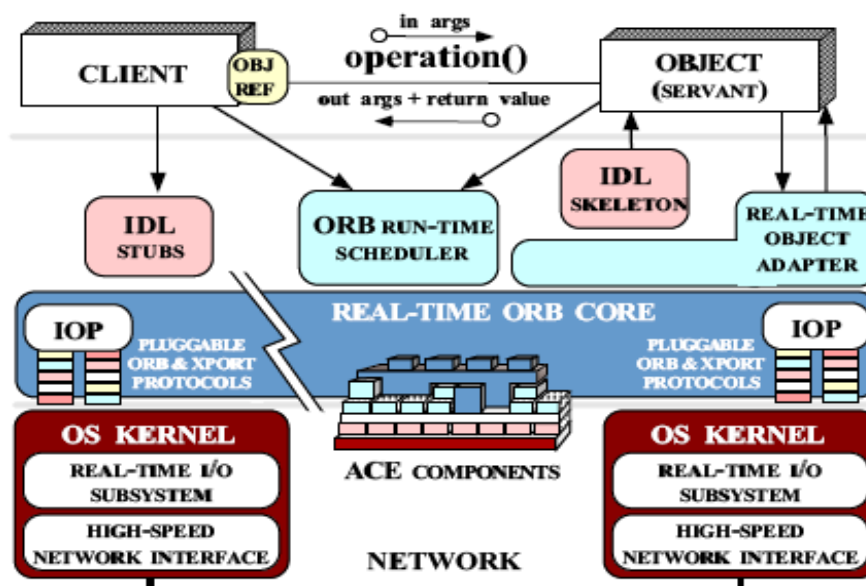 in args
operation()
out args + return value
CLIENT
OBJ
REF
OBJECT
(SERVANT)
IDL
STUBS
ORB RUN-TIME
SCHEDULER
IDL
SKELETON
REAL-TIME
OBJECT
ADAPTER
REAL-TIME ORB CORE
IOP
PLUGGABLE
ORB & XPORT
PROTOCOLS
IOP
PLUGGABLE
ORB & XPORT
PROTOCOLS
ACE COMPONENTS
OS KERNEL
REAL-TIME I/O
SUBSYSTEM
HIGH-SPEED
NETWORK INTERFACE
NETWORK
OS KERNEL
REAL-TIME I/O
SUBSYSTEM
HIGH-SPEED
NETWORK INTERFACE